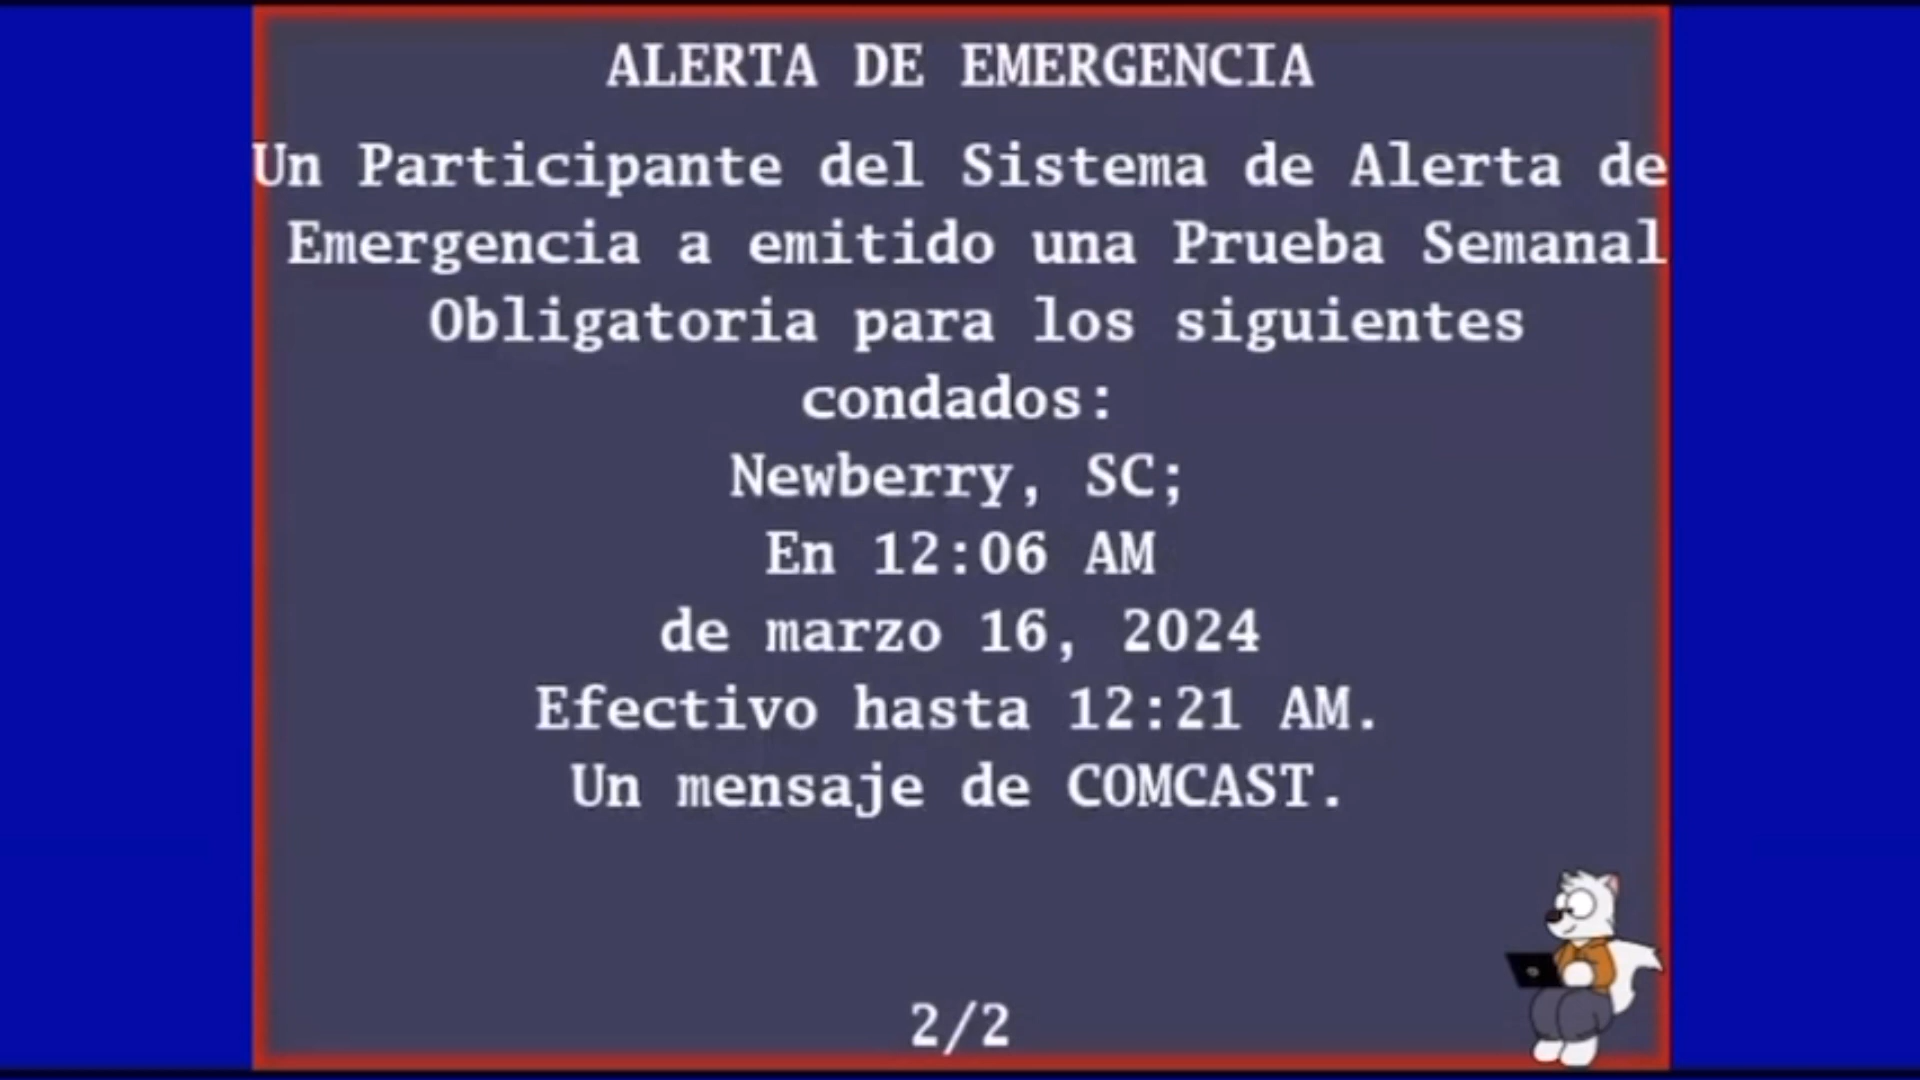 ALERTA DE EMERGENCIA
Un Participante del Sistema de Alerta de
Emergencia a emitido una Prueba Semanal
Obligatoria para los siguientes
condados:
Newberry, SC;
En 12:06 AM
de marzo 16, 2024
Efectivo hasta 12:21 AM.
Un mensaje de COMCAST.
2/2